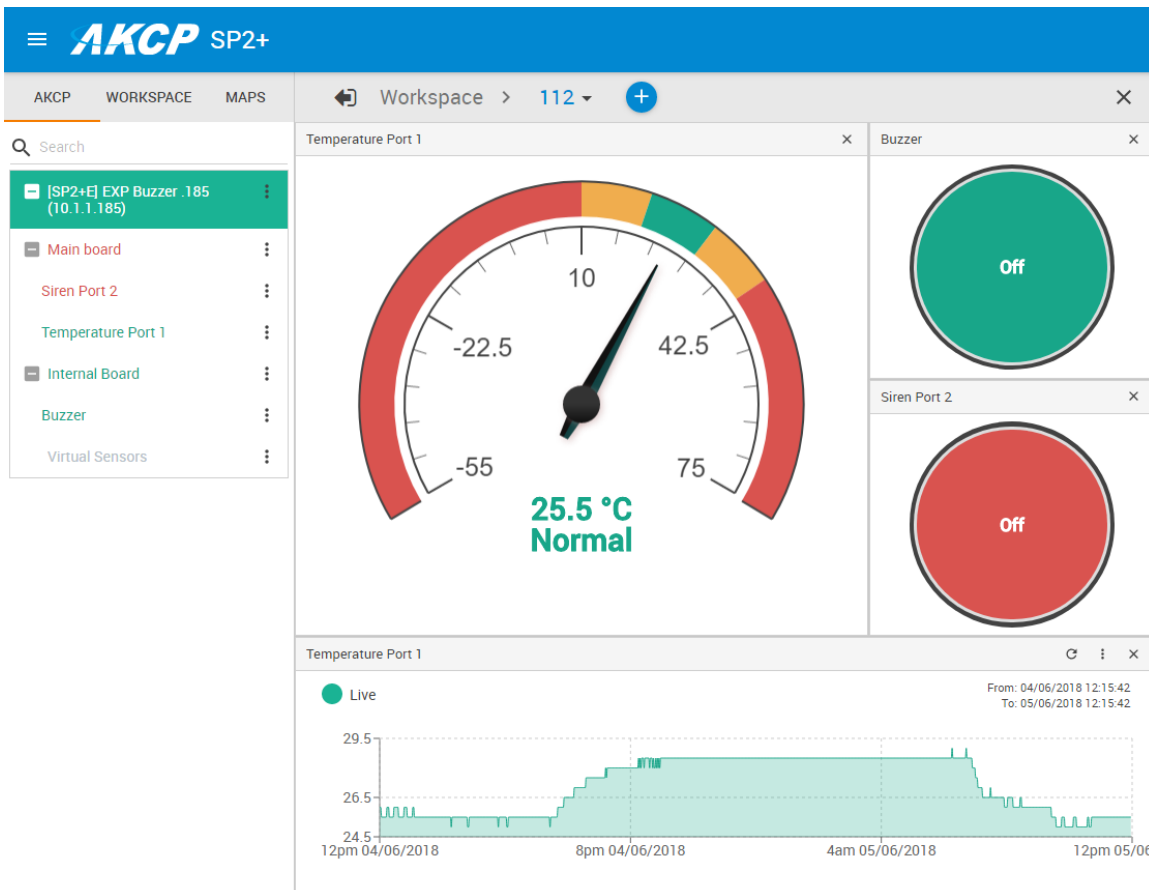 AKCP SP2+
AKCP WORKSPACE MAPS
Workspace > 112
Search
[SP2+E] EXP Buzzer .185
(10.1.1.185)
Main board
Siren Port 2
Temperature Port 1
Internal Board
Buzzer
Virtual Sensors
Temperature Port 1
10
-22.5
42.5
-55
75
25.5 °C
Normal
Buzzer
Off
Siren Port 2
Off
Temperature Port 1
Live
From: 04/06/2018 12:15:42
To: 05/06/2018 12:15:42
29.5
26.5
24.5
12pm 04/06/2018
8pm 04/06/2018
4am 05/06/2018
12pm 05/06